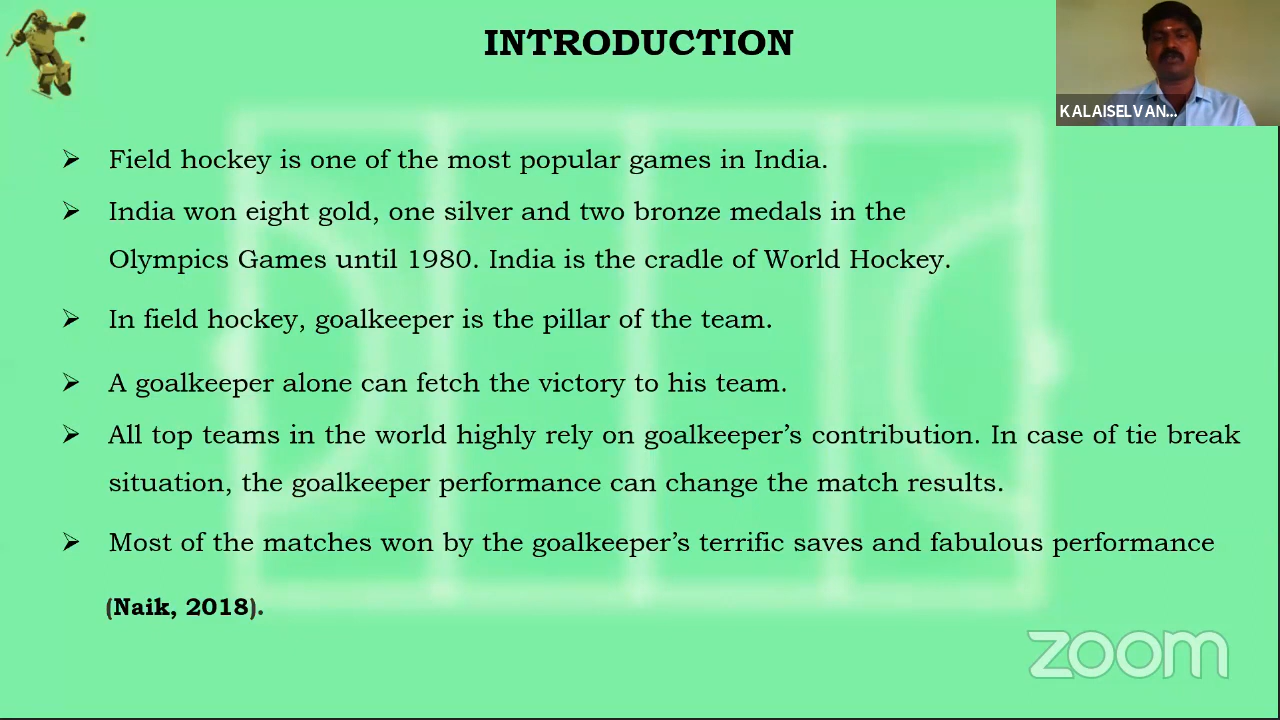 INTRODUCTION
KALAISELVAN...
➢ Field hockey is one of the most popular games in India.
➢ India won eight gold, one silver and two bronze medals in the
Olympics Games until 1980. India is the cradle of World Hockey.
➢ In field hockey, goalkeeper is the pillar of the team.
➢ A goalkeeper alone can fetch the victory to his team.
➢ All top teams in the world highly rely on goalkeeper’s contribution. In case of tie break
situation, the goalkeeper performance can change the match results.
➢ Most of the matches won by the goalkeeper’s terrific saves and fabulous performance
(Naik, 2018).
zoom